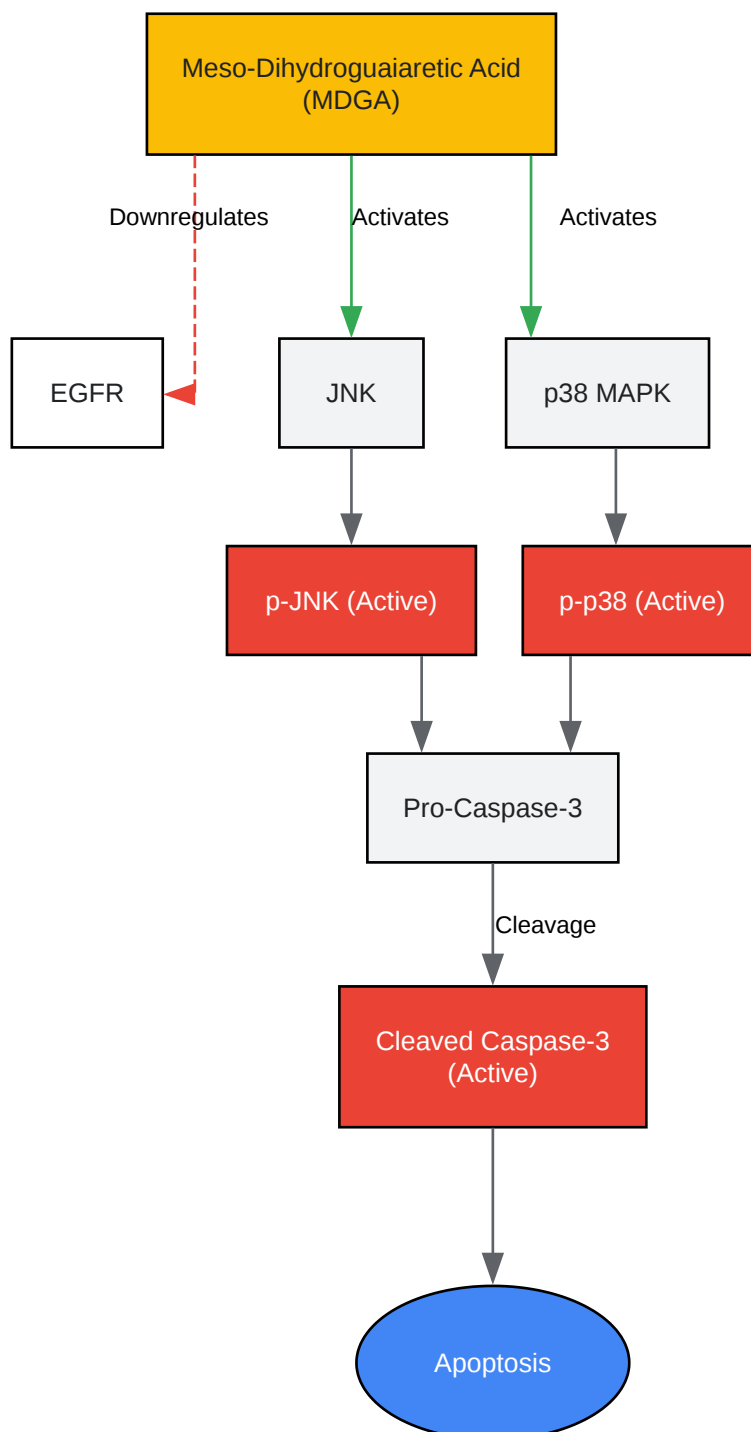 Meso-Dihydroguaiaretic Acid
(MDGA)
Downregulates
Activates
Activates
EGFR
JNK
p38 MAPK
p-JNK (Active)
p-p38 (Active)
Pro-Caspase-3
Cleavage
Cleaved Caspase-3
(Active)
Apoptosis